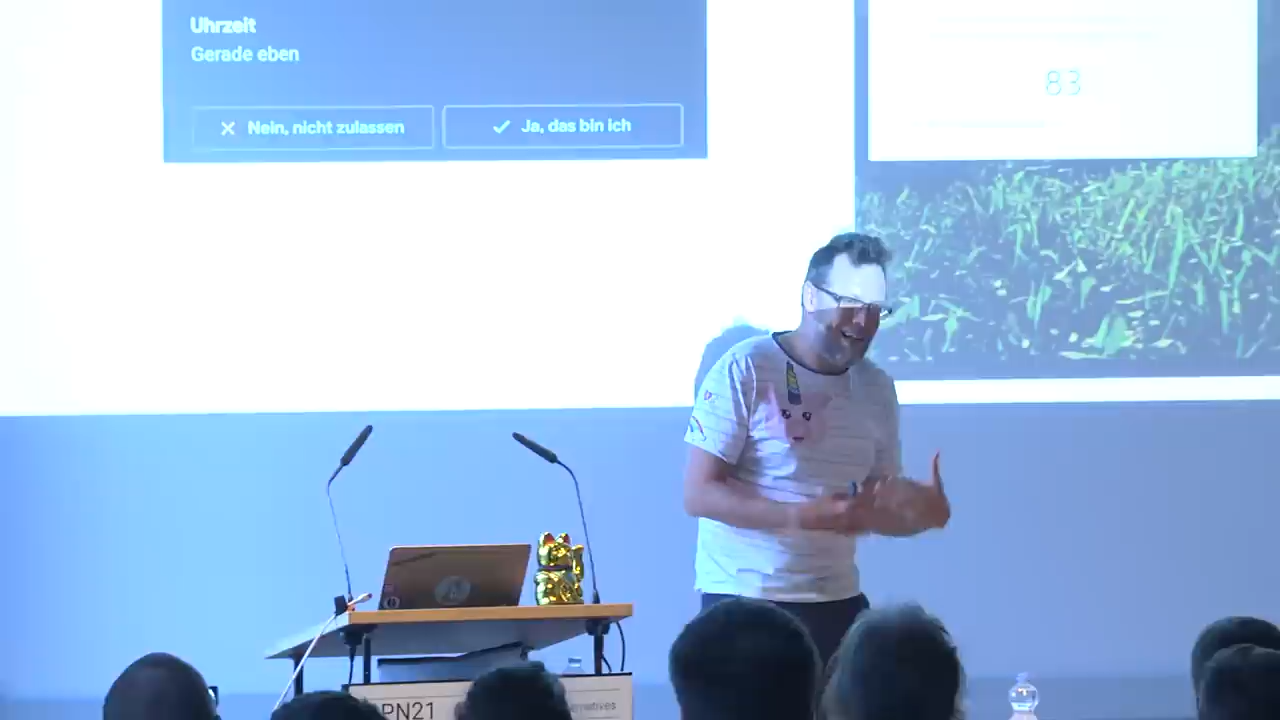 Uhrzeit
Gerade eben
Nein, nicht zulassen
Ja, das bin ich
83
PN21